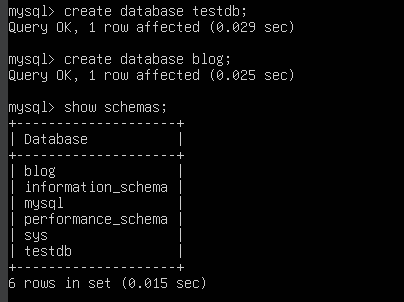 mysql> create database testdb;
Query OK, 1 row affected (0.029 sec)
mysql> create database blog;
Query OK, 1 row affected (0.025 sec)
mysql> show schemas;
+--------------------+
| Database           |
+--------------------+
| blog               |
| information_schema |
| mysql              |
| performance_schema |
| sys                |
| testdb             |
+--------------------+
6 rows in set (0.015 sec)